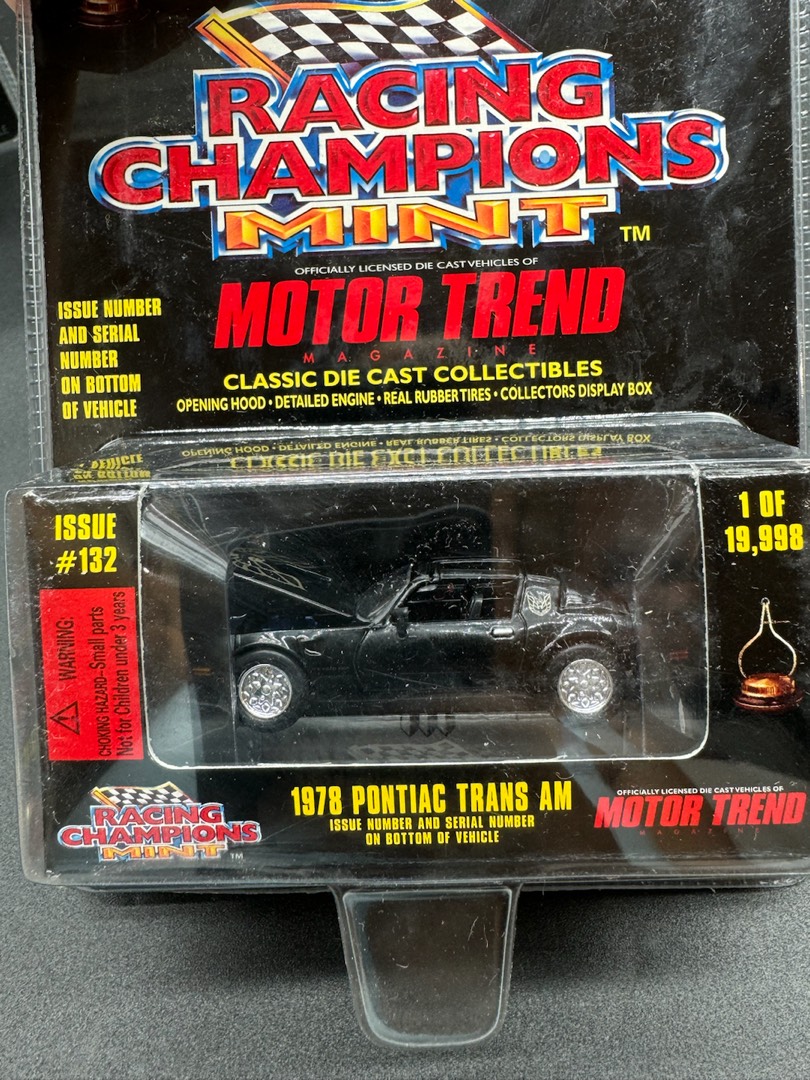 RACING
CHAMPIONS
MINT TM
OFFICIALLY LICENSED DIE CAST VEHICLES OF
MOTOR TREND
MAGAZINE
CLASSIC DIE CAST COLLECTIBLES
OPENING HOOD • DETAILED ENGINE • REAL RUBBER TIRES • COLLECTORS DISPLAY BOX
ISSUE NUMBER
AND SERIAL
NUMBER
ON BOTTOM
OF VEHICLE
ISSUE
#132
1 OF
19,998
WARNING:
CHOKING HAZARD–Small parts
Not for Children under 3 years
RACING
CHAMPIONS
MINT TM
1978 PONTIAC TRANS AM
ISSUE NUMBER AND SERIAL NUMBER
ON BOTTOM OF VEHICLE
OFFICIALLY LICENSED DIE CAST VEHICLES OF
MOTOR TREND
MAGAZINE